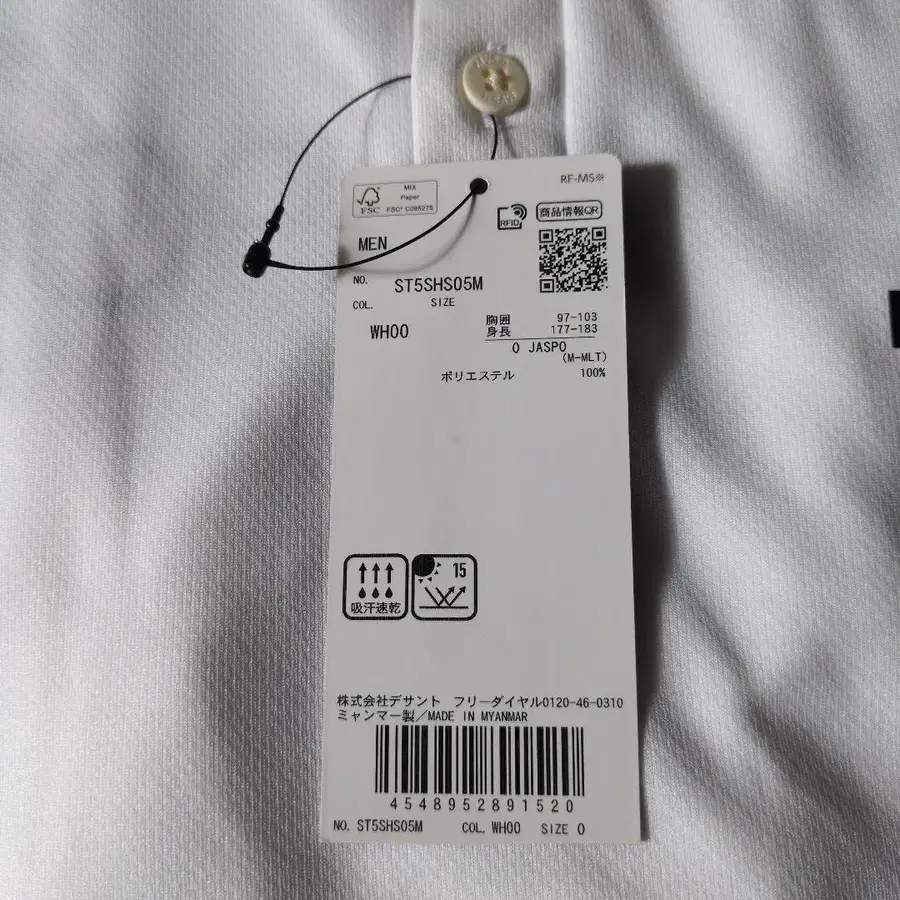 MIX
Paper
FSC
FSC® C095275
RF-MS※
RFID
商品情報QR
MEN
NO. ST5SHS05M
COL. SIZE
WH00
胸囲 97-103
身長 177-183
O JASPO
(M-MLT)
ポリエステル 100%
吸汗速乾
15
株式会社デサント フリーダイヤル0120-46-0310
ミャンマー製/MADE IN MYANMAR
4548952891520
NO. ST5SHS05M COL. WH00 SIZE O